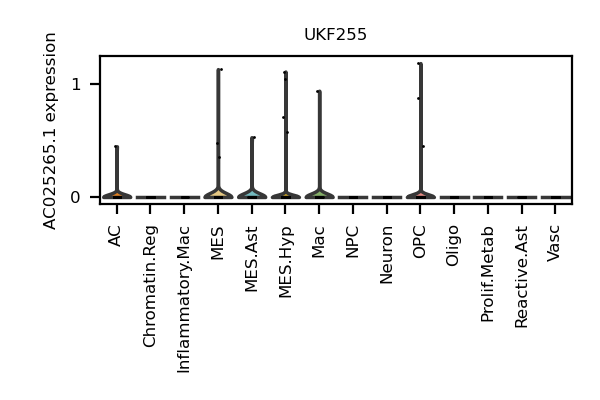 UKF255
AC025265.1 expression
1
0
AC
Chromatin.Reg
Inflammatory.Mac
MES
MES.Ast
MES.Hyp
Mac
NPC
Neuron
OPC
Oligo
Prolif.Metab
Reactive.Ast
Vasc